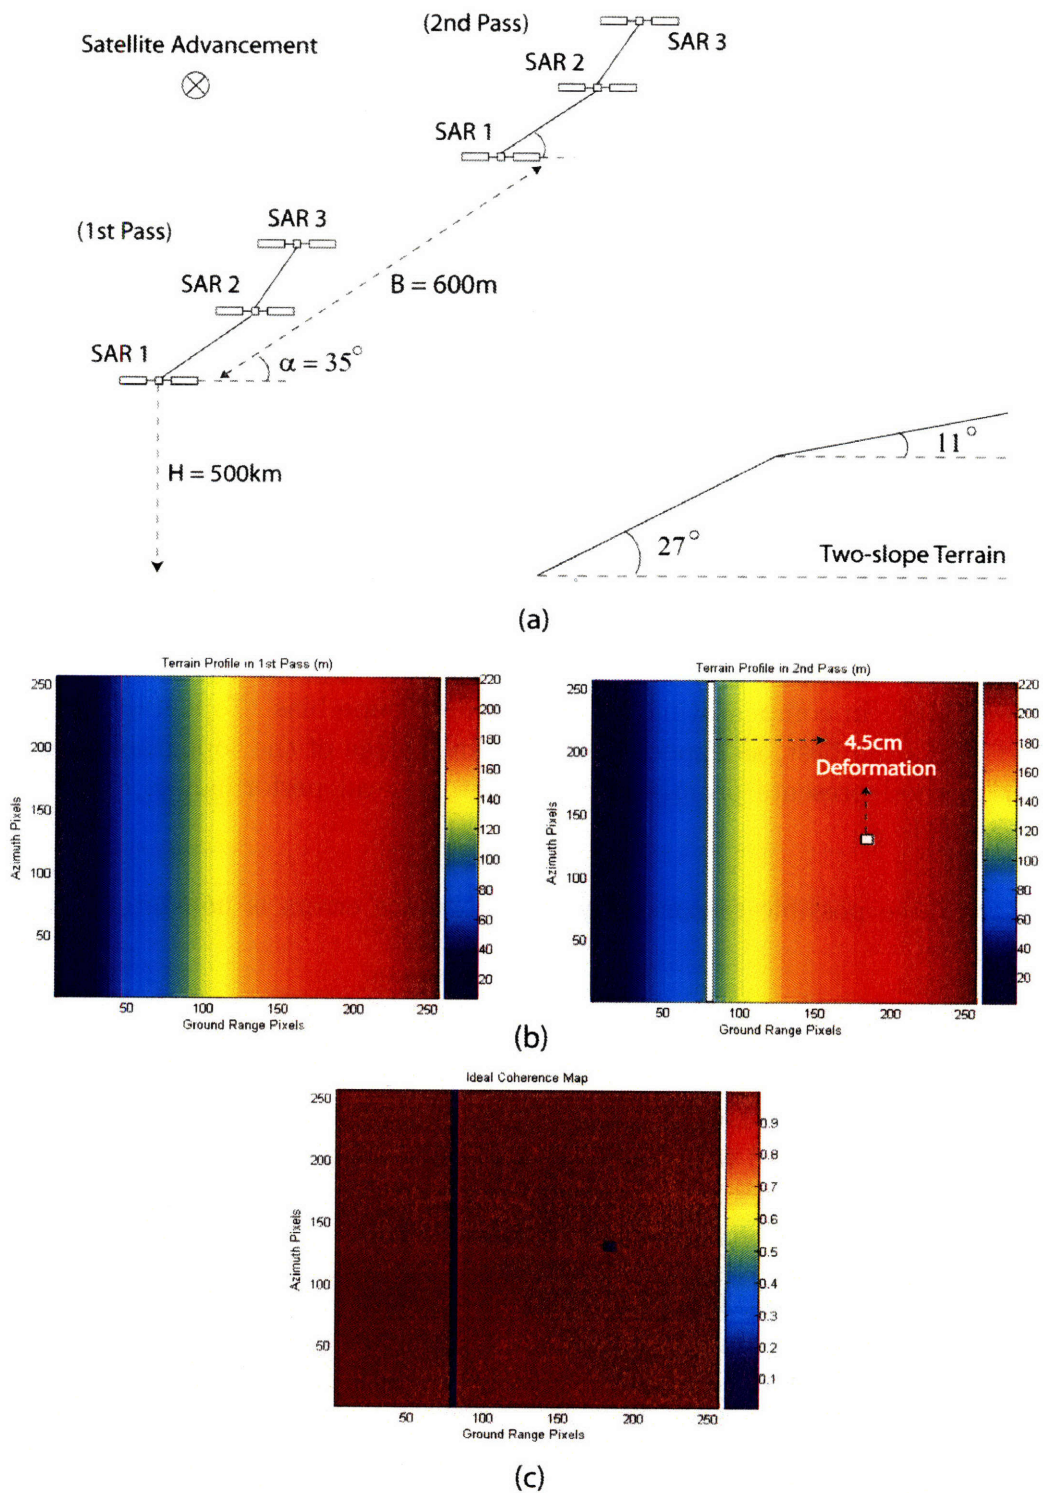 (2nd Pass)
SAR 3
Satellite Advancement
SAR 2
SAR 1
(1st Pass)
SAR 3
SAR 2
B = 600m
SAR 1
α = 35°
H = 500km
11°
27°
Two-slope Terrain
(a)
Terrain Profile in 1st Pass (m)
250
200
150
100
50
Azimuth Pixels
50 100 150 200 250
Ground Range Pixels
220
200
180
160
140
120
100
80
60
40
20
Terrain Profile in 2nd Pass (m)
250
200
150
100
50
Azimuth Pixels
4.5cm
Deformation
50 100 150 200 250
Ground Range Pixels
220
200
180
160
140
120
100
80
60
40
20
(b)
Ideal Coherence Map
250
200
150
100
50
Azimuth Pixels
50 100 150 200 250
Ground Range Pixels
0.9
0.8
0.7
0.6
0.5
0.4
0.3
0.2
0.1
(c)